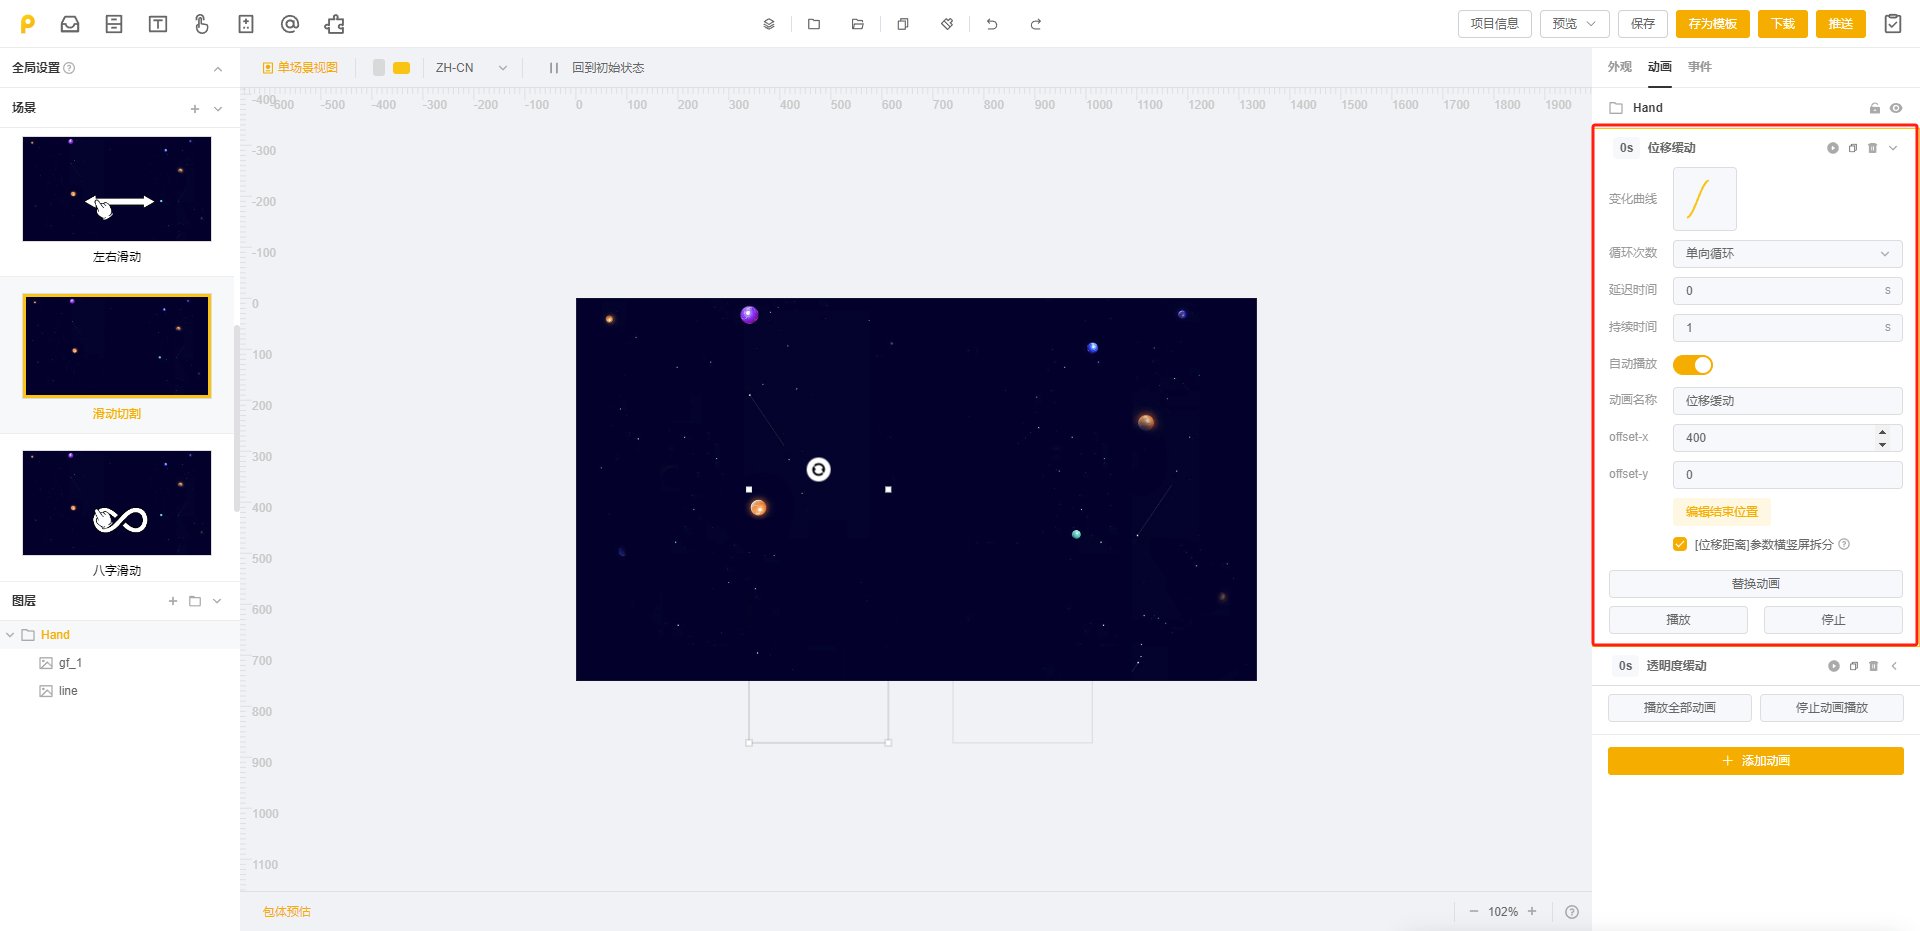 项目信息
预览
保存
存为模板
下载
推送
全局设置
场景
左右滑动
滑动切割
八字滑动
图层
Hand
gf_1
line
单场景视图
ZH-CN
回到初始状态
-600 -500 -400 -300 -200 -100 0 100 200 300 400 500 600 700 800 900 1000 1100 1200 1300 1400 1500 1600 1700 1800 1900
-400
-300
-200
-100
0
100
200
300
400
500
600
700
800
900
1000
1100
包体预估
102%
外观 动画 事件
Hand
0s 位移缓动
变化曲线
循环次数 单向循环
延迟时间 0 s
持续时间 1 s
自动播放
动画名称 位移缓动
offset-x 400
offset-y 0
编辑结束位置
[位移距离]参数横竖屏拆分
替换动画
播放 停止
0s 透明度缓动
播放全部动画 停止动画播放
添加动画